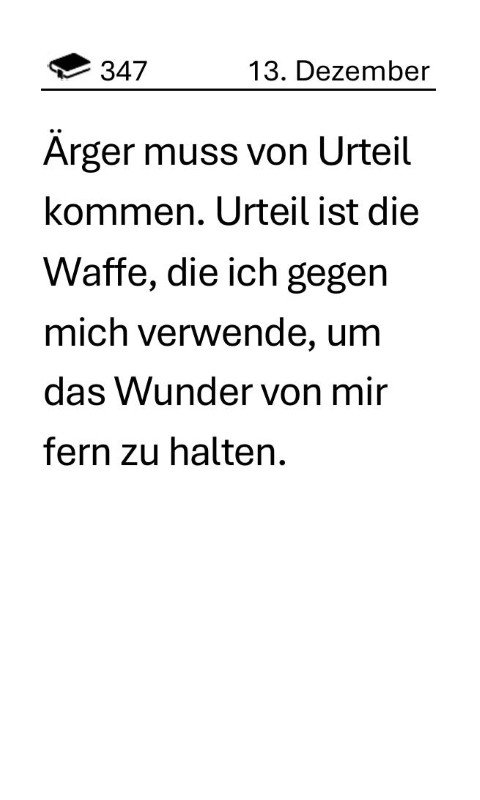 347 13. Dezember
Ärger muss von Urteil
kommen. Urteil ist die
Waffe, die ich gegen
mich verwende, um
das Wunder von mir
fern zu halten.